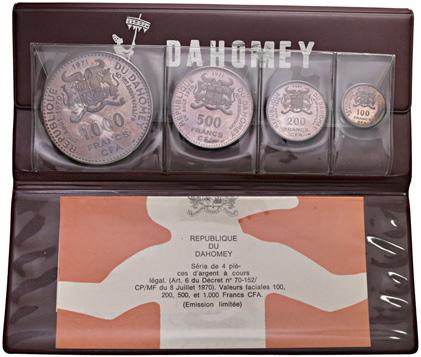 DAHOMEY
RÉPUBLIQUE DU DAHOMEY
1971
1000
FRANCS
CFA
1971
500
FRANCS
CFA
200
FRANCS
CFA
100
FRANCS
REPUBLIQUE
DU
DAHOMEY
Série de 4 piè-
ces d'argent à cours
légal. (Art. 6 du Décret n° 70-152/
CP/MF du 8 Juillet 1970). Valeurs faciales 100,
200, 500, et 1.000 Francs CFA.
(Emission limitée)